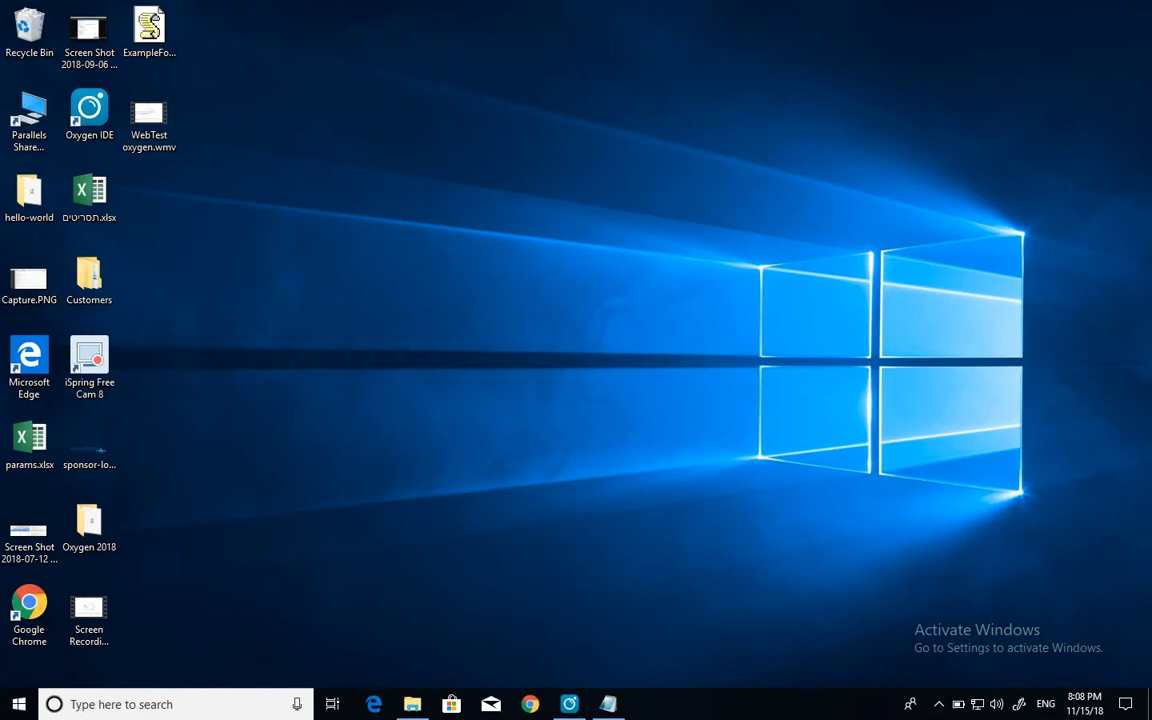 Recycle Bin
Screen Shot
2018-09-06 ...
ExampleFo...
Parallels
Share...
Oxygen IDE
WebTest
oxygen.wmv
hello-world
תסריטים.xlsx
Capture.PNG
Customers
Microsoft
Edge
iSpring Free
Cam 8
params.xlsx
sponsor-lo...
Screen Shot
2018-07-12 ...
Oxygen 2018
Google
Chrome
Screen
Recordi...
Activate Windows
Go to Settings to activate Windows.
Type here to search
ENG
8:08 PM
11/15/18